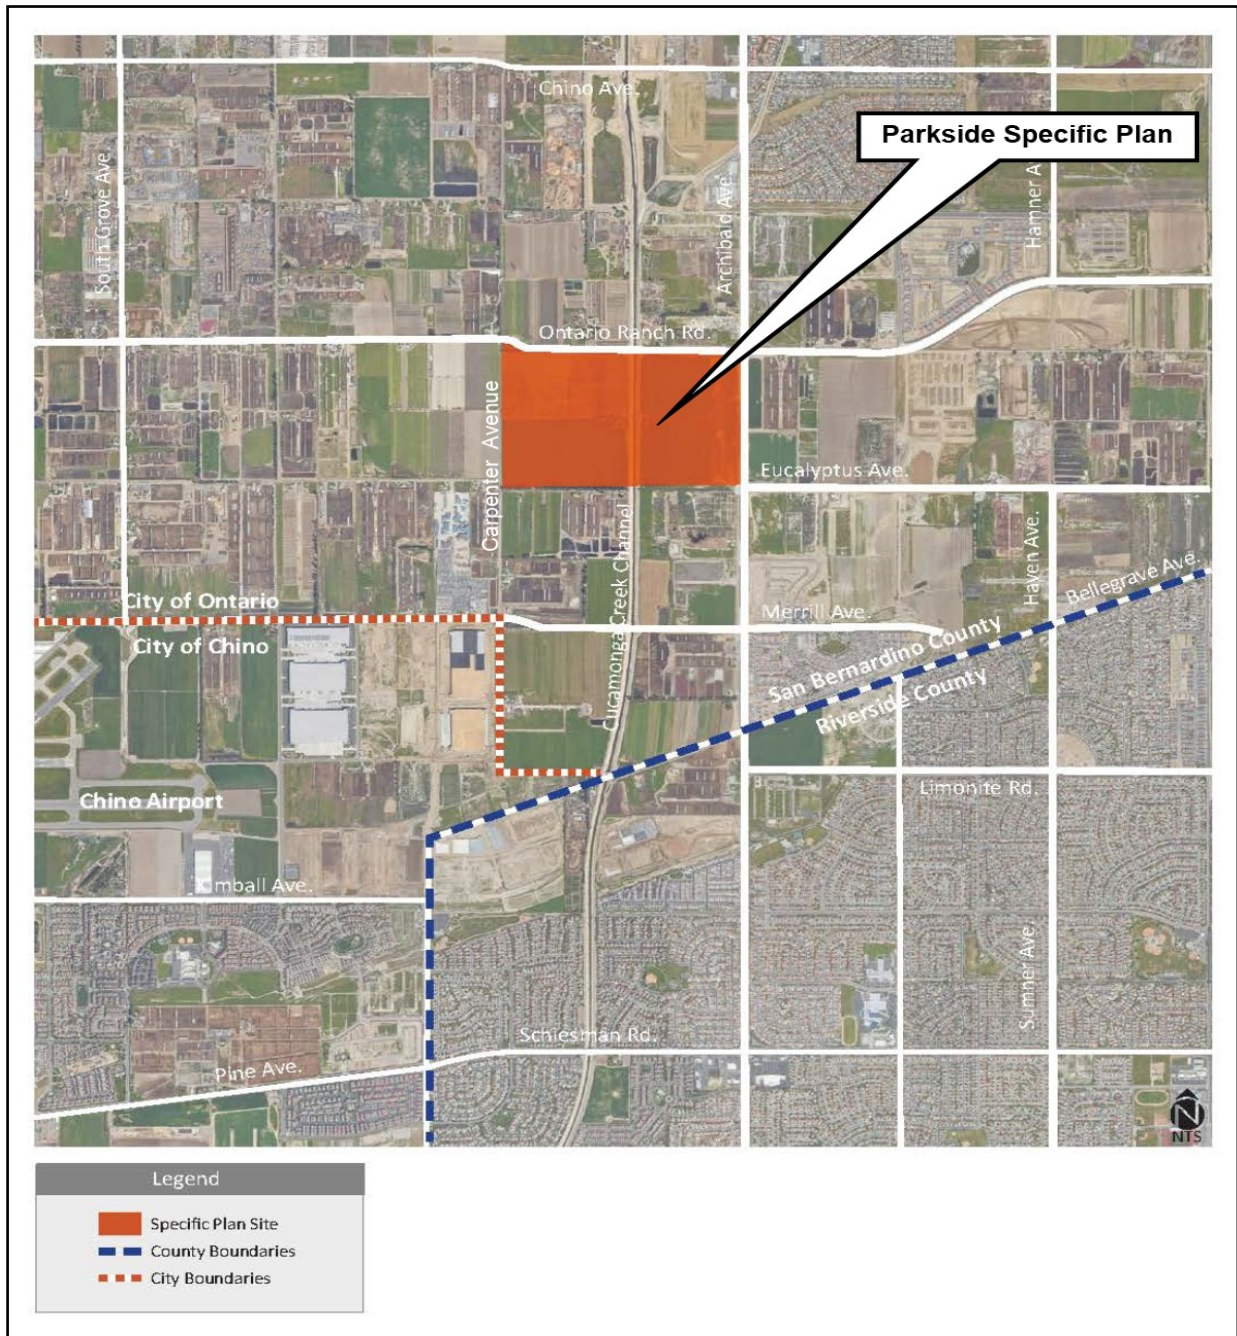 Chino Ave.
Parkside Specific Plan
South Grove Ave.
Archibald Ave.
Hamner A
Ontario Ranch Rd.
Carpenter Avenue
Eucalyptus Ave.
Cucamonga Creek Channel
Haven Ave.
Bellegrave Ave.
City of Ontario
Merrill Ave.
City of Chino
San Bernardino County
Riverside County
Chino Airport
Limonite Rd.
Kimball Ave.
Sumner Ave.
Schiesman Rd.
Pine Ave.
N
NTS
Legend
Specific Plan Site
County Boundaries
City Boundaries